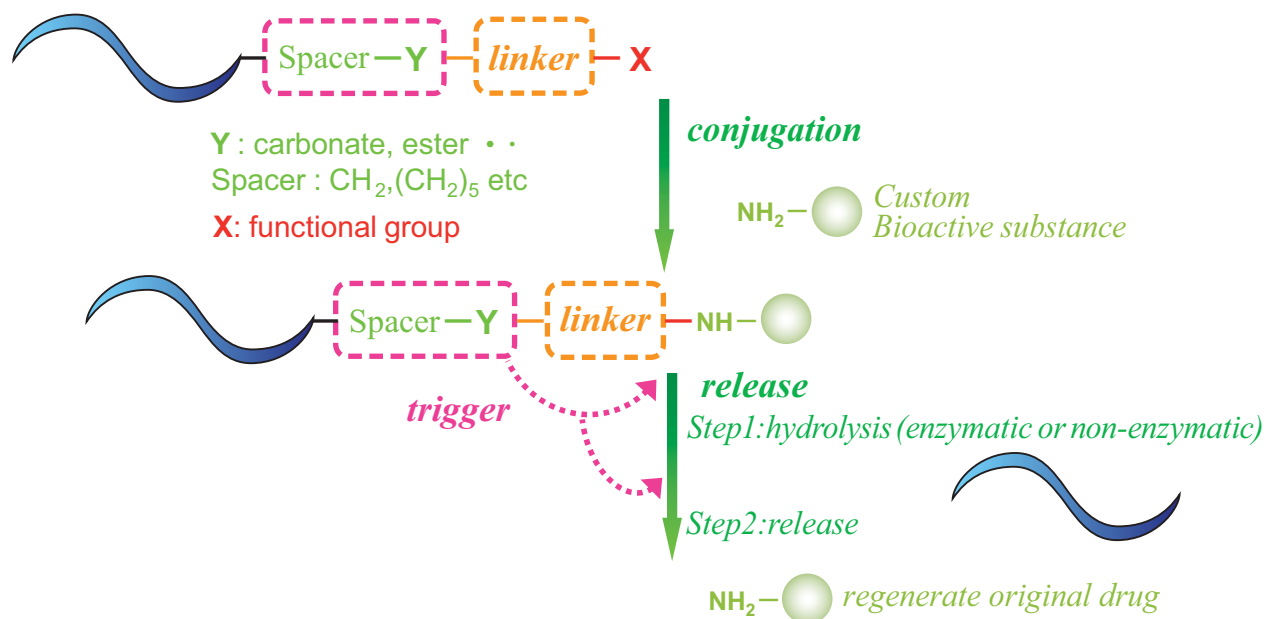 Spacer — Y — linker — X
conjugation
Y : carbonate, ester ・ ・
Spacer : CH2,(CH2)5 etc
X: functional group
NH2 — Custom
Bioactive substance
Spacer — Y — linker — NH —
trigger
release
Step1:hydrolysis (enzymatic or non-enzymatic)
Step2:release
NH2 — regenerate original drug